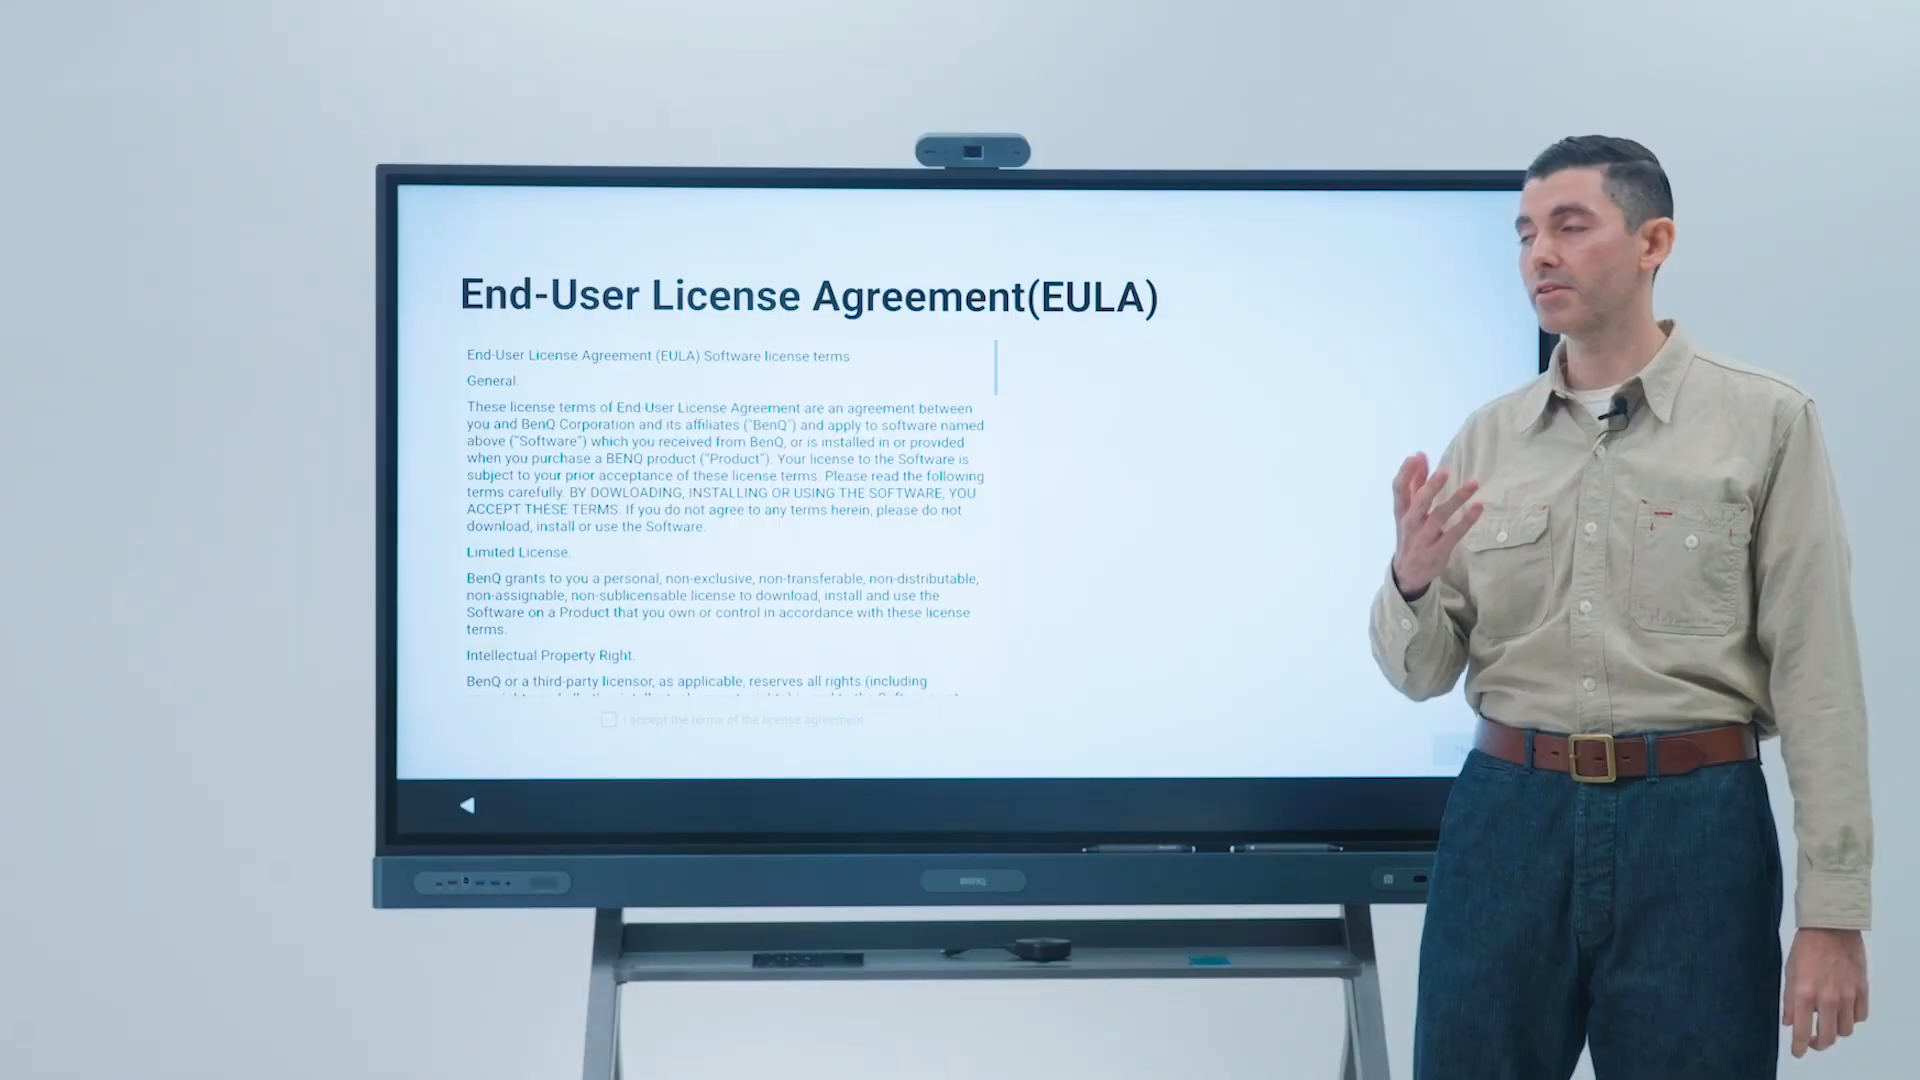 End-User License Agreement(EULA)
End-User License Agreement (EULA) Software license terms
General.
These license terms of End-User License Agreement are an agreement between
you and BenQ Corporation and its affiliates ("BenQ") and apply to software named
above ("Software") which you received from BenQ, or is installed in or provided
when you purchase a BENQ product ("Product"). Your license to the Software is
subject to your prior acceptance of these license terms. Please read the following
terms carefully. BY DOWLOADING, INSTALLING OR USING THE SOFTWARE, YOU
ACCEPT THESE TERMS. If you do not agree to any terms herein, please do not
download, install or use the Software.
Limited License.
BenQ grants to you a personal, non-exclusive, non-transferable, non-distributable,
non-assignable, non-sublicensable license to download, install and use the
Software on a Product that you own or control in accordance with these license
terms.
Intellectual Property Right.
BenQ or a third-party licensor, as applicable, reserves all rights (including
I accept the terms of the license agreement
BenQ